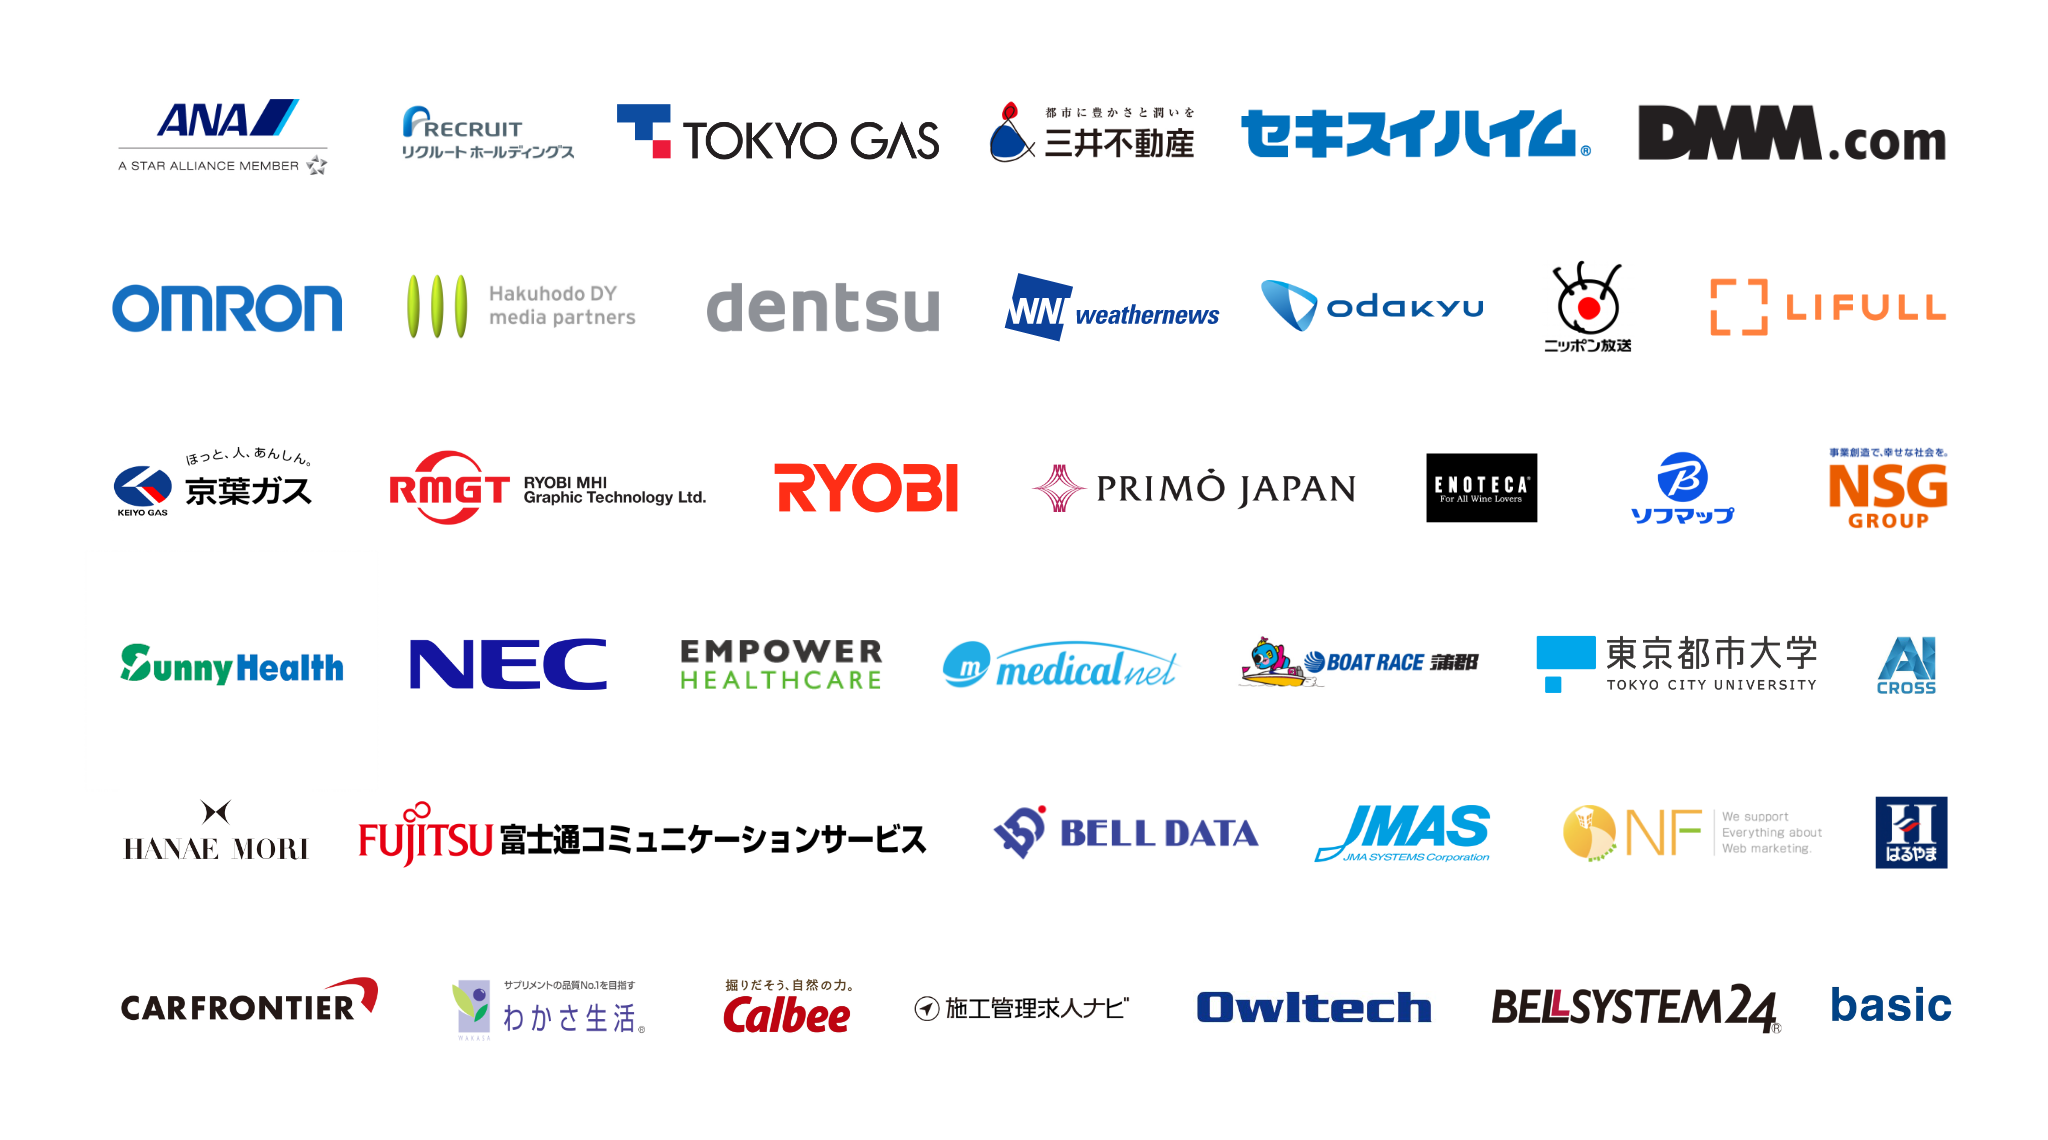 ANA
A STAR ALLIANCE MEMBER
RECRUIT
リクルート ホールディングス
TOKYO GAS
都市に豊かさと潤いを
三井不動産
セキスイハイム®
DMM.com
OMRON
Hakuhodo DY
media partners
dentsu
WNI weathernews
odakyu
ニッポン放送
LIFULL
ほっと、人、あんしん。
京葉ガス
KEIYO GAS
RMGT
RYOBI MHI
Graphic Technology Ltd.
RYOBI
PRIMO JAPAN
ENOTECA®
For All Wine Lovers
B
ソフマップ
事業創造で、幸せな社会を。
NSG
GROUP
SunnyHealth
NEC
EMPOWER
HEALTHCARE
m medicalnet
BOAT RACE 蒲郡
東京都市大学
TOKYO CITY UNIVERSITY
AI
CROSS
HANAE MORI
FUJITSU 富士通コミュニケーションサービス
BELL DATA
JMAS
JMA SYSTEMS Corporation
ONF
We support
Everything about
Web marketing.
H
はるやま
CARFRONTIER
サプリメントの品質No.1を目指す
わかさ生活®
WAKASA
掘りだそう、自然の力。
Calbee
施工管理求人ナビ
Owltech
BELLSYSTEM24®
basic